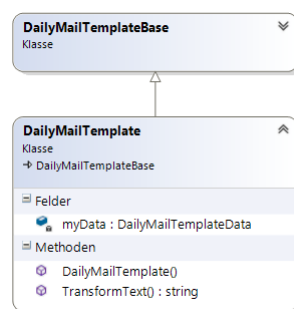 DailyMailTemplateBase
Klasse
DailyMailTemplate
Klasse
DailyMailTemplateBase
Felder
myData : DailyMailTemplateData
Methoden
DailyMailTemplate()
TransformText() : string